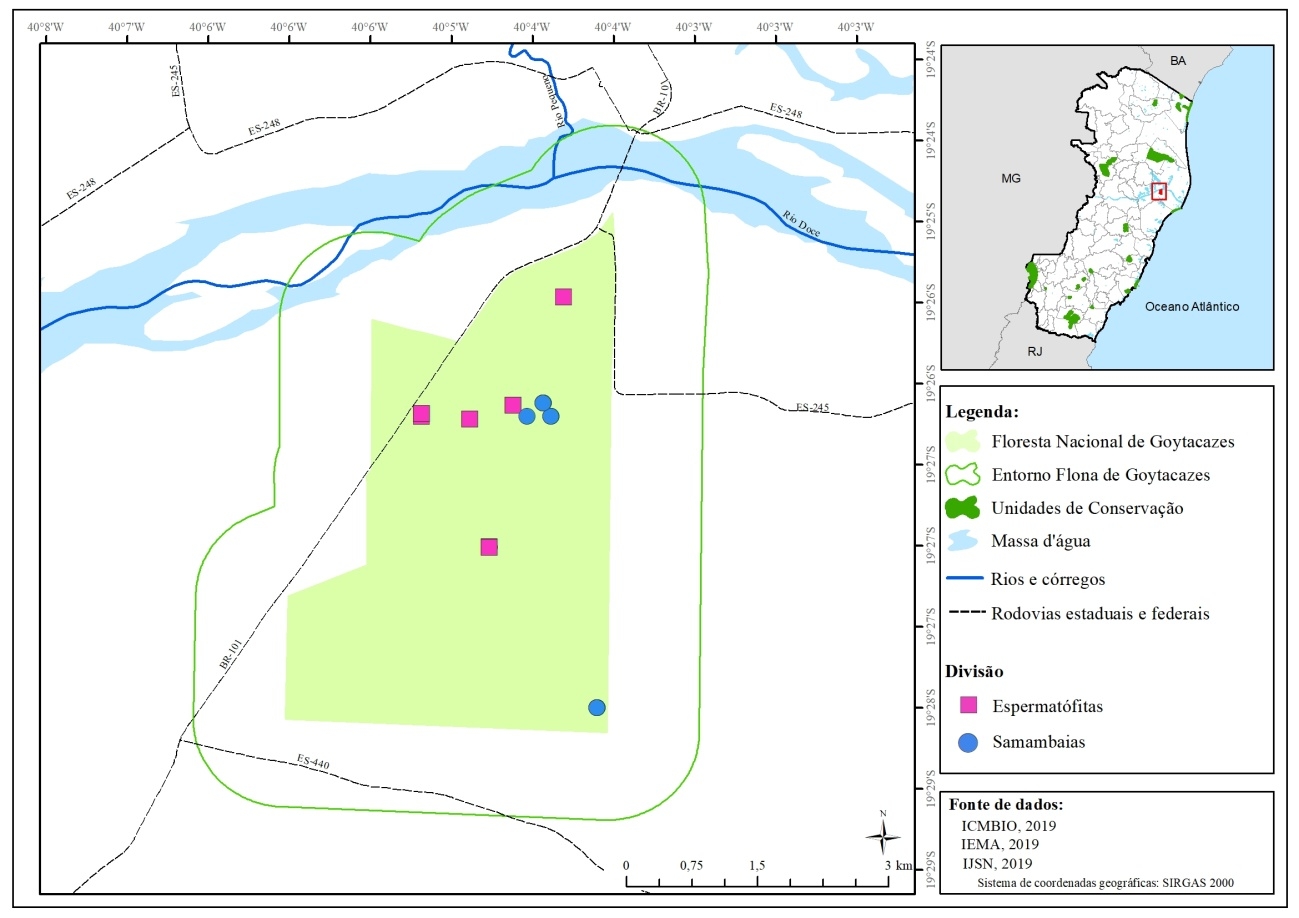 40°8'W 40°7'W 40°6'W 40°6'W 40°6'W 40°5'W 40°4'W 40°4'W 40°3'W 40°3'W 40°3'W
19°24'S
19°24'S
19°25'S
19°26'S
19°26'S
19°27'S
19°27'S
19°27'S
19°28'S
19°29'S
19°29'S
ES-245
ES-248
ES-248
Rio Pequeno
BR-101
ES-248
Rio Doce
ES-245
BR-101
ES-440
N
0 0,75 1,5 3 km
BA
MG
Oceano Atlântico
RJ
Legenda:
Floresta Nacional de Goytacazes
Entorno Flona de Goytacazes
Unidades de Conservação
Massa d'água
Rios e córregos
Rodovias estaduais e federais
Divisão
Espermatófitas
Samambaias
Fonte de dados:
ICMBIO, 2019
IEMA, 2019
IJSN, 2019
Sistema de coordenadas geográficas: SIRGAS 2000